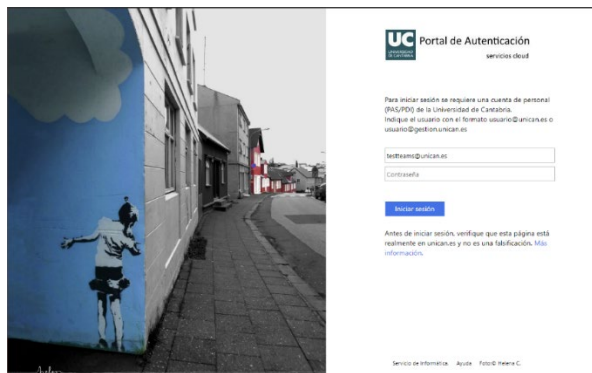 UC
UNIVERSIDAD
DE CANTABRIA
Portal de Autenticación
servicios cloud
Para iniciar sesión se requiera una cuenta de personal
(PAS/PDI) de la Universidad de Cantabria.
Indique el usuario con el formato usuario@unican.es o
usuario@gestion.unican.es
testteams@unican.es
Contraseña
Iniciar sesión
Antes de iniciar sesión, verifique que esta página está
realmente en unican.es y no es una falsificación. Más
información.
Servicio de Informática. Ayuda Foto© Helena C.